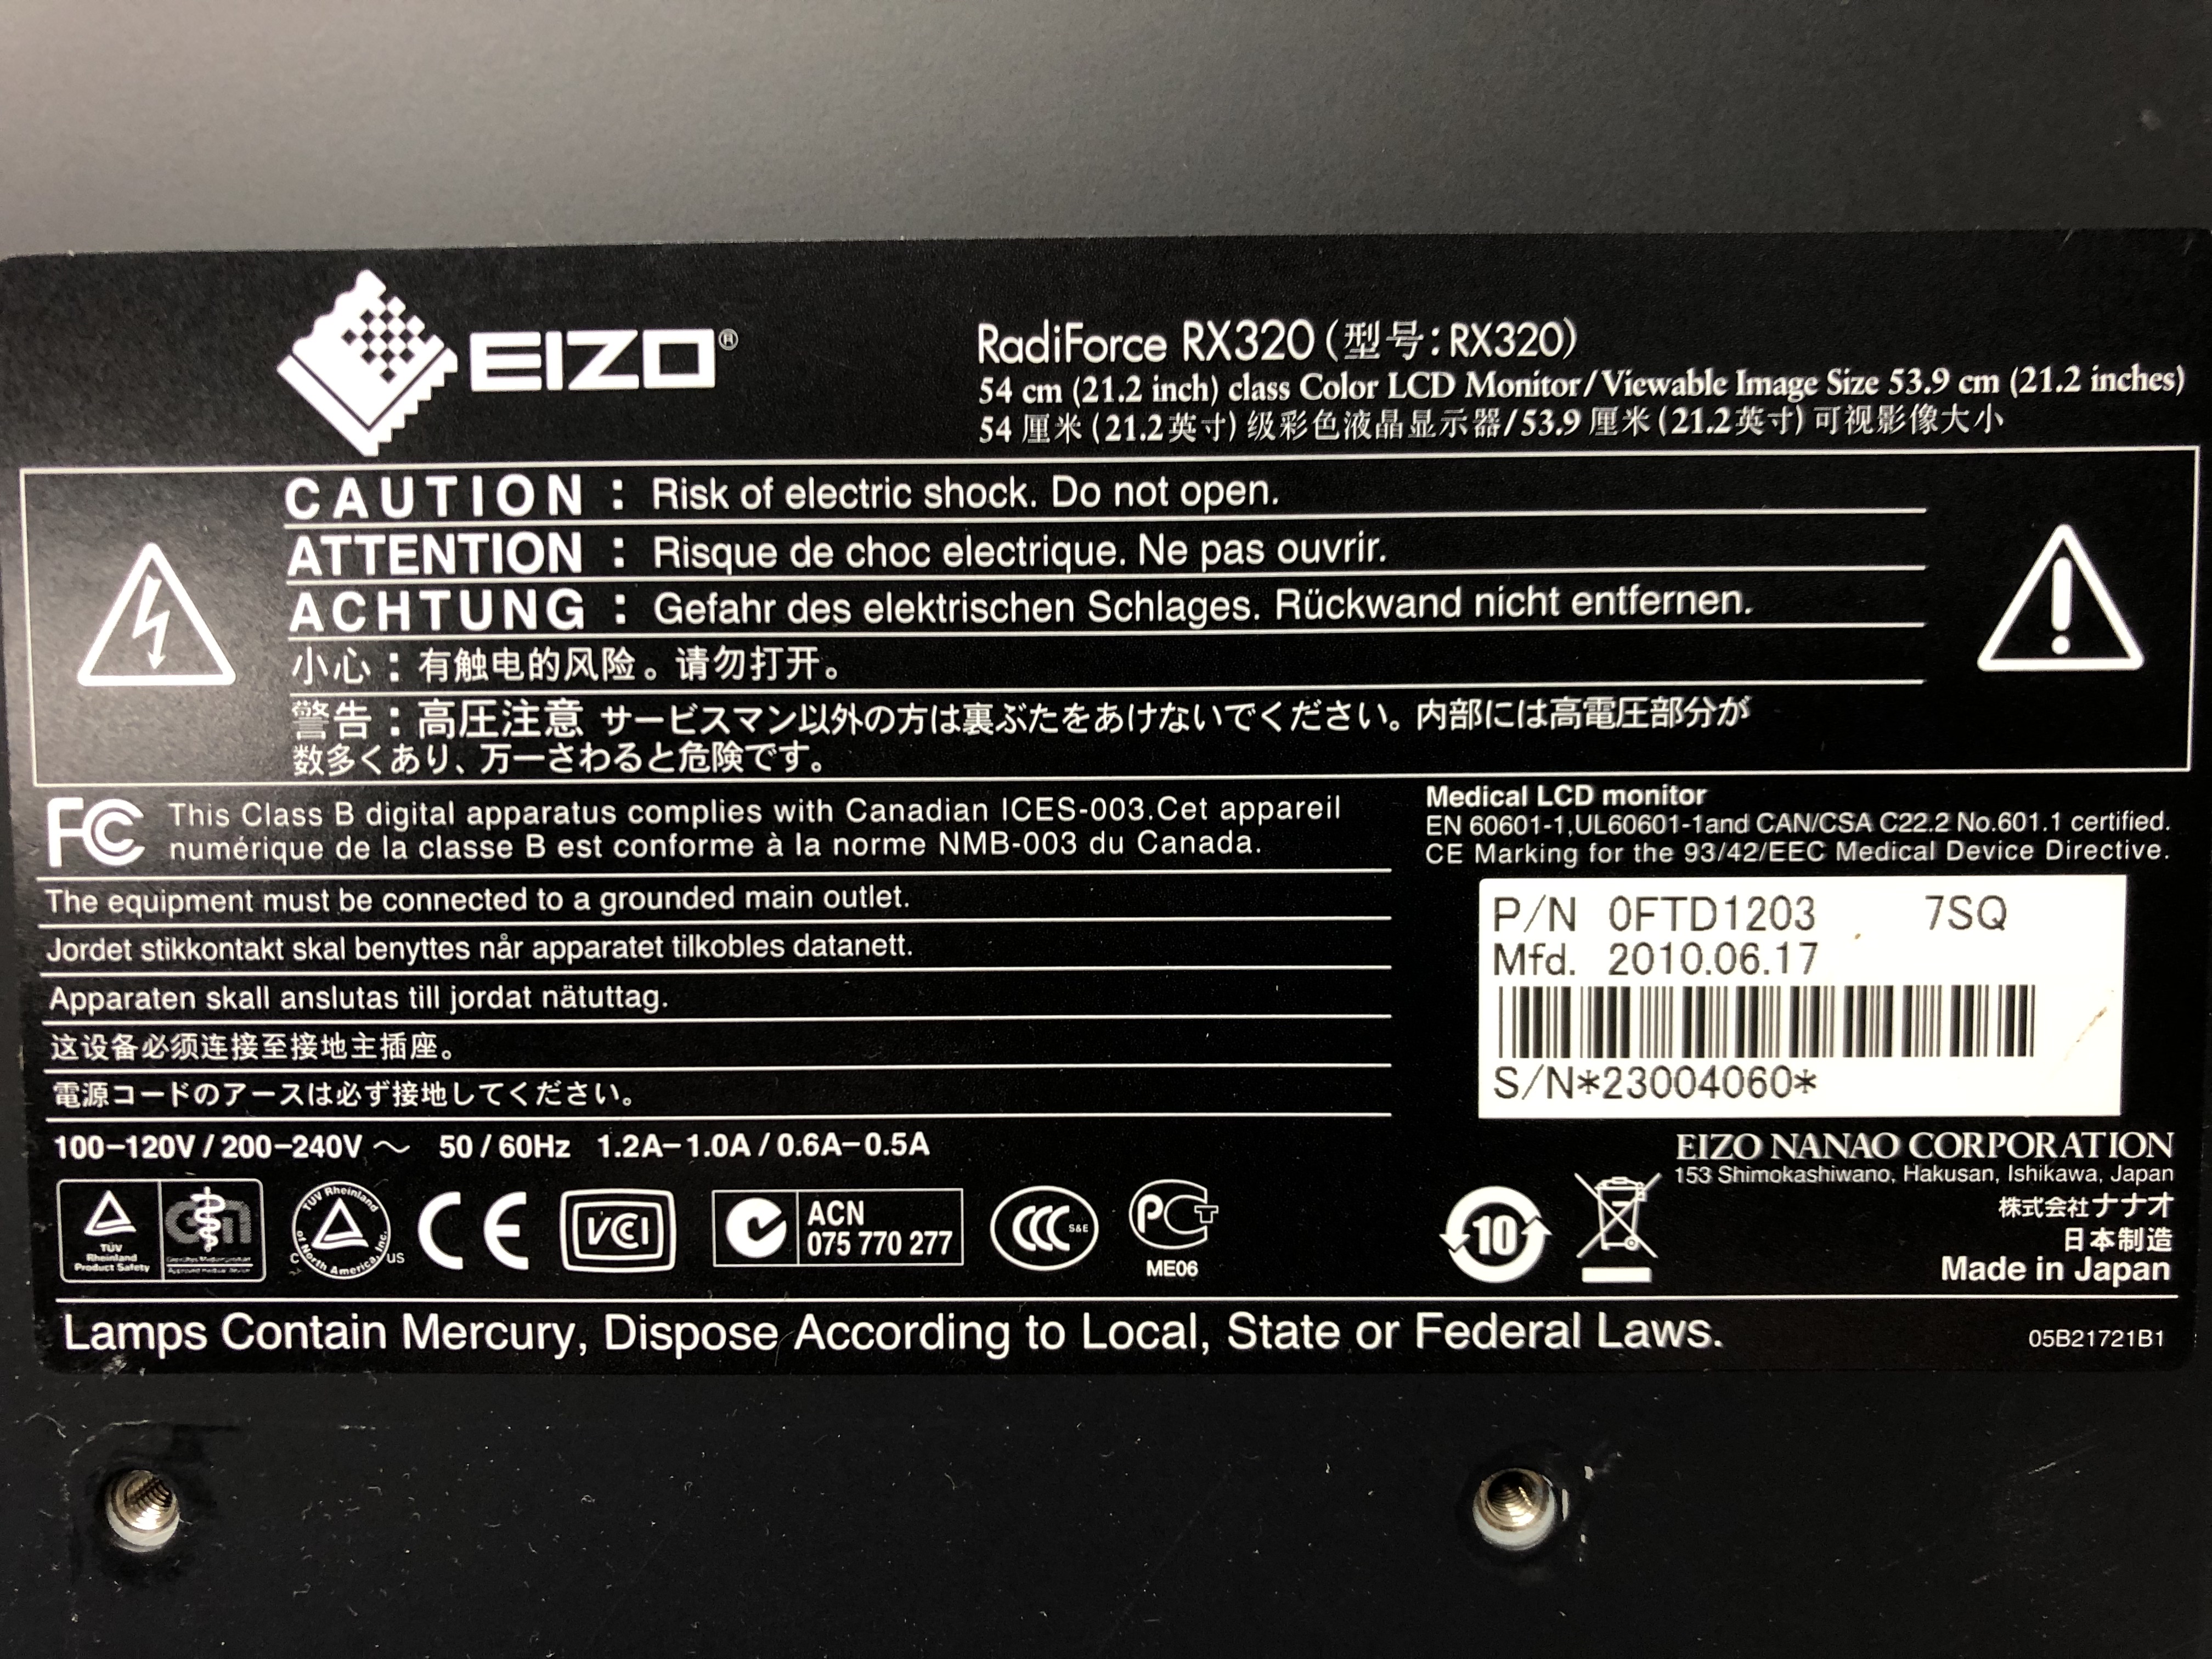 EIZO®
RadiForce RX320 (型号:RX320)
54 cm (21.2 inch) class Color LCD Monitor/Viewable Image Size 53.9 cm (21.2 inches)
54 厘米 (21.2英寸) 级彩色液晶显示器/53.9 厘米 (21.2英寸) 可视影像大小
CAUTION : Risk of electric shock. Do not open.
ATTENTION : Risque de choc electrique. Ne pas ouvrir.
ACHTUNG : Gefahr des elektrischen Schlages. Rückwand nicht entfernen.
小心：有触电的风险。请勿打开。
警告：高圧注意 サービスマン以外の方は裏ぶたをあけないでください。内部には高電圧部分が
数多くあり、万一さわると危険です。
FC This Class B digital apparatus complies with Canadian ICES-003.Cet appareil
numérique de la classe B est conforme à la norme NMB-003 du Canada.
The equipment must be connected to a grounded main outlet.
Jordet stikkontakt skal benyttes når apparatet tilkobles datanett.
Apparaten skall anslutas till jordat nätuttag.
这设备必须连接至接地主插座。
電源コードのアースは必ず接地してください。
100-120V / 200-240V ～ 50 / 60Hz 1.2A-1.0A / 0.6A-0.5A
Medical LCD monitor
EN 60601-1,UL60601-1and CAN/CSA C22.2 No.601.1 certified.
CE Marking for the 93/42/EEC Medical Device Directive.
P/N 0FTD1203 7SQ
Mfd. 2010.06.17
S/N*23004060*
EIZO NANAO CORPORATION
153 Shimokashiwano, Hakusan, Ishikawa, Japan
株式会社ナナオ
日本制造
Made in Japan
TÜV
Rheinland
Product Safety
TÜV Rheinland
of North America, Inc.
C US
CE
VCCI
ACN
075 770 277
CCC S&E
PCT
ME06
10
Lamps Contain Mercury, Dispose According to Local, State or Federal Laws.
05B21721B1